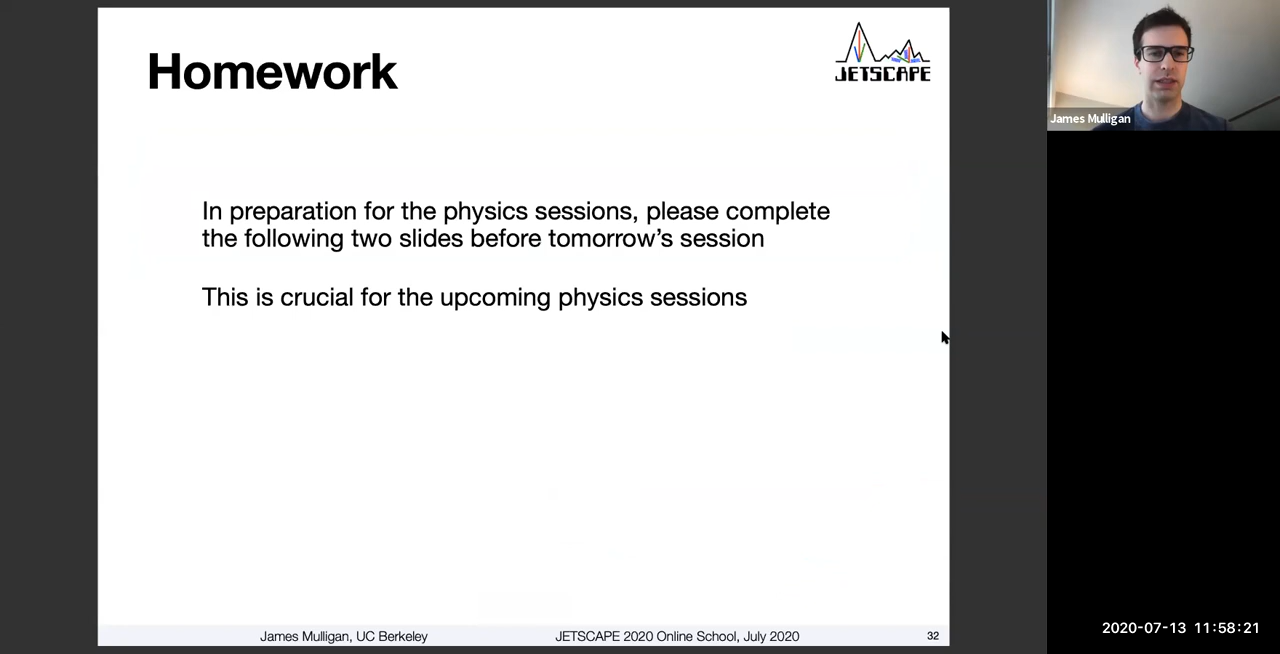 Homework
JETSCAPE
In preparation for the physics sessions, please complete
the following two slides before tomorrow's session
This is crucial for the upcoming physics sessions
James Mulligan, UC Berkeley
JETSCAPE 2020 Online School, July 2020
32
James Mulligan
2020-07-13 11:58:21